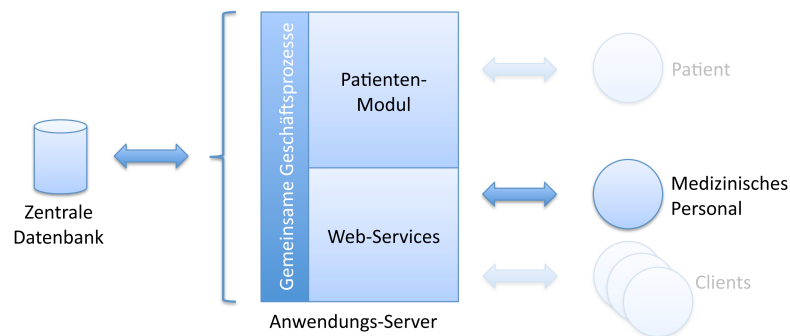 Zentrale
Datenbank
Gemeinsame Geschäftsprozesse
Patienten-
Modul
Web-Services
Anwendungs-Server
Patient
Medizinisches
Personal
Clients